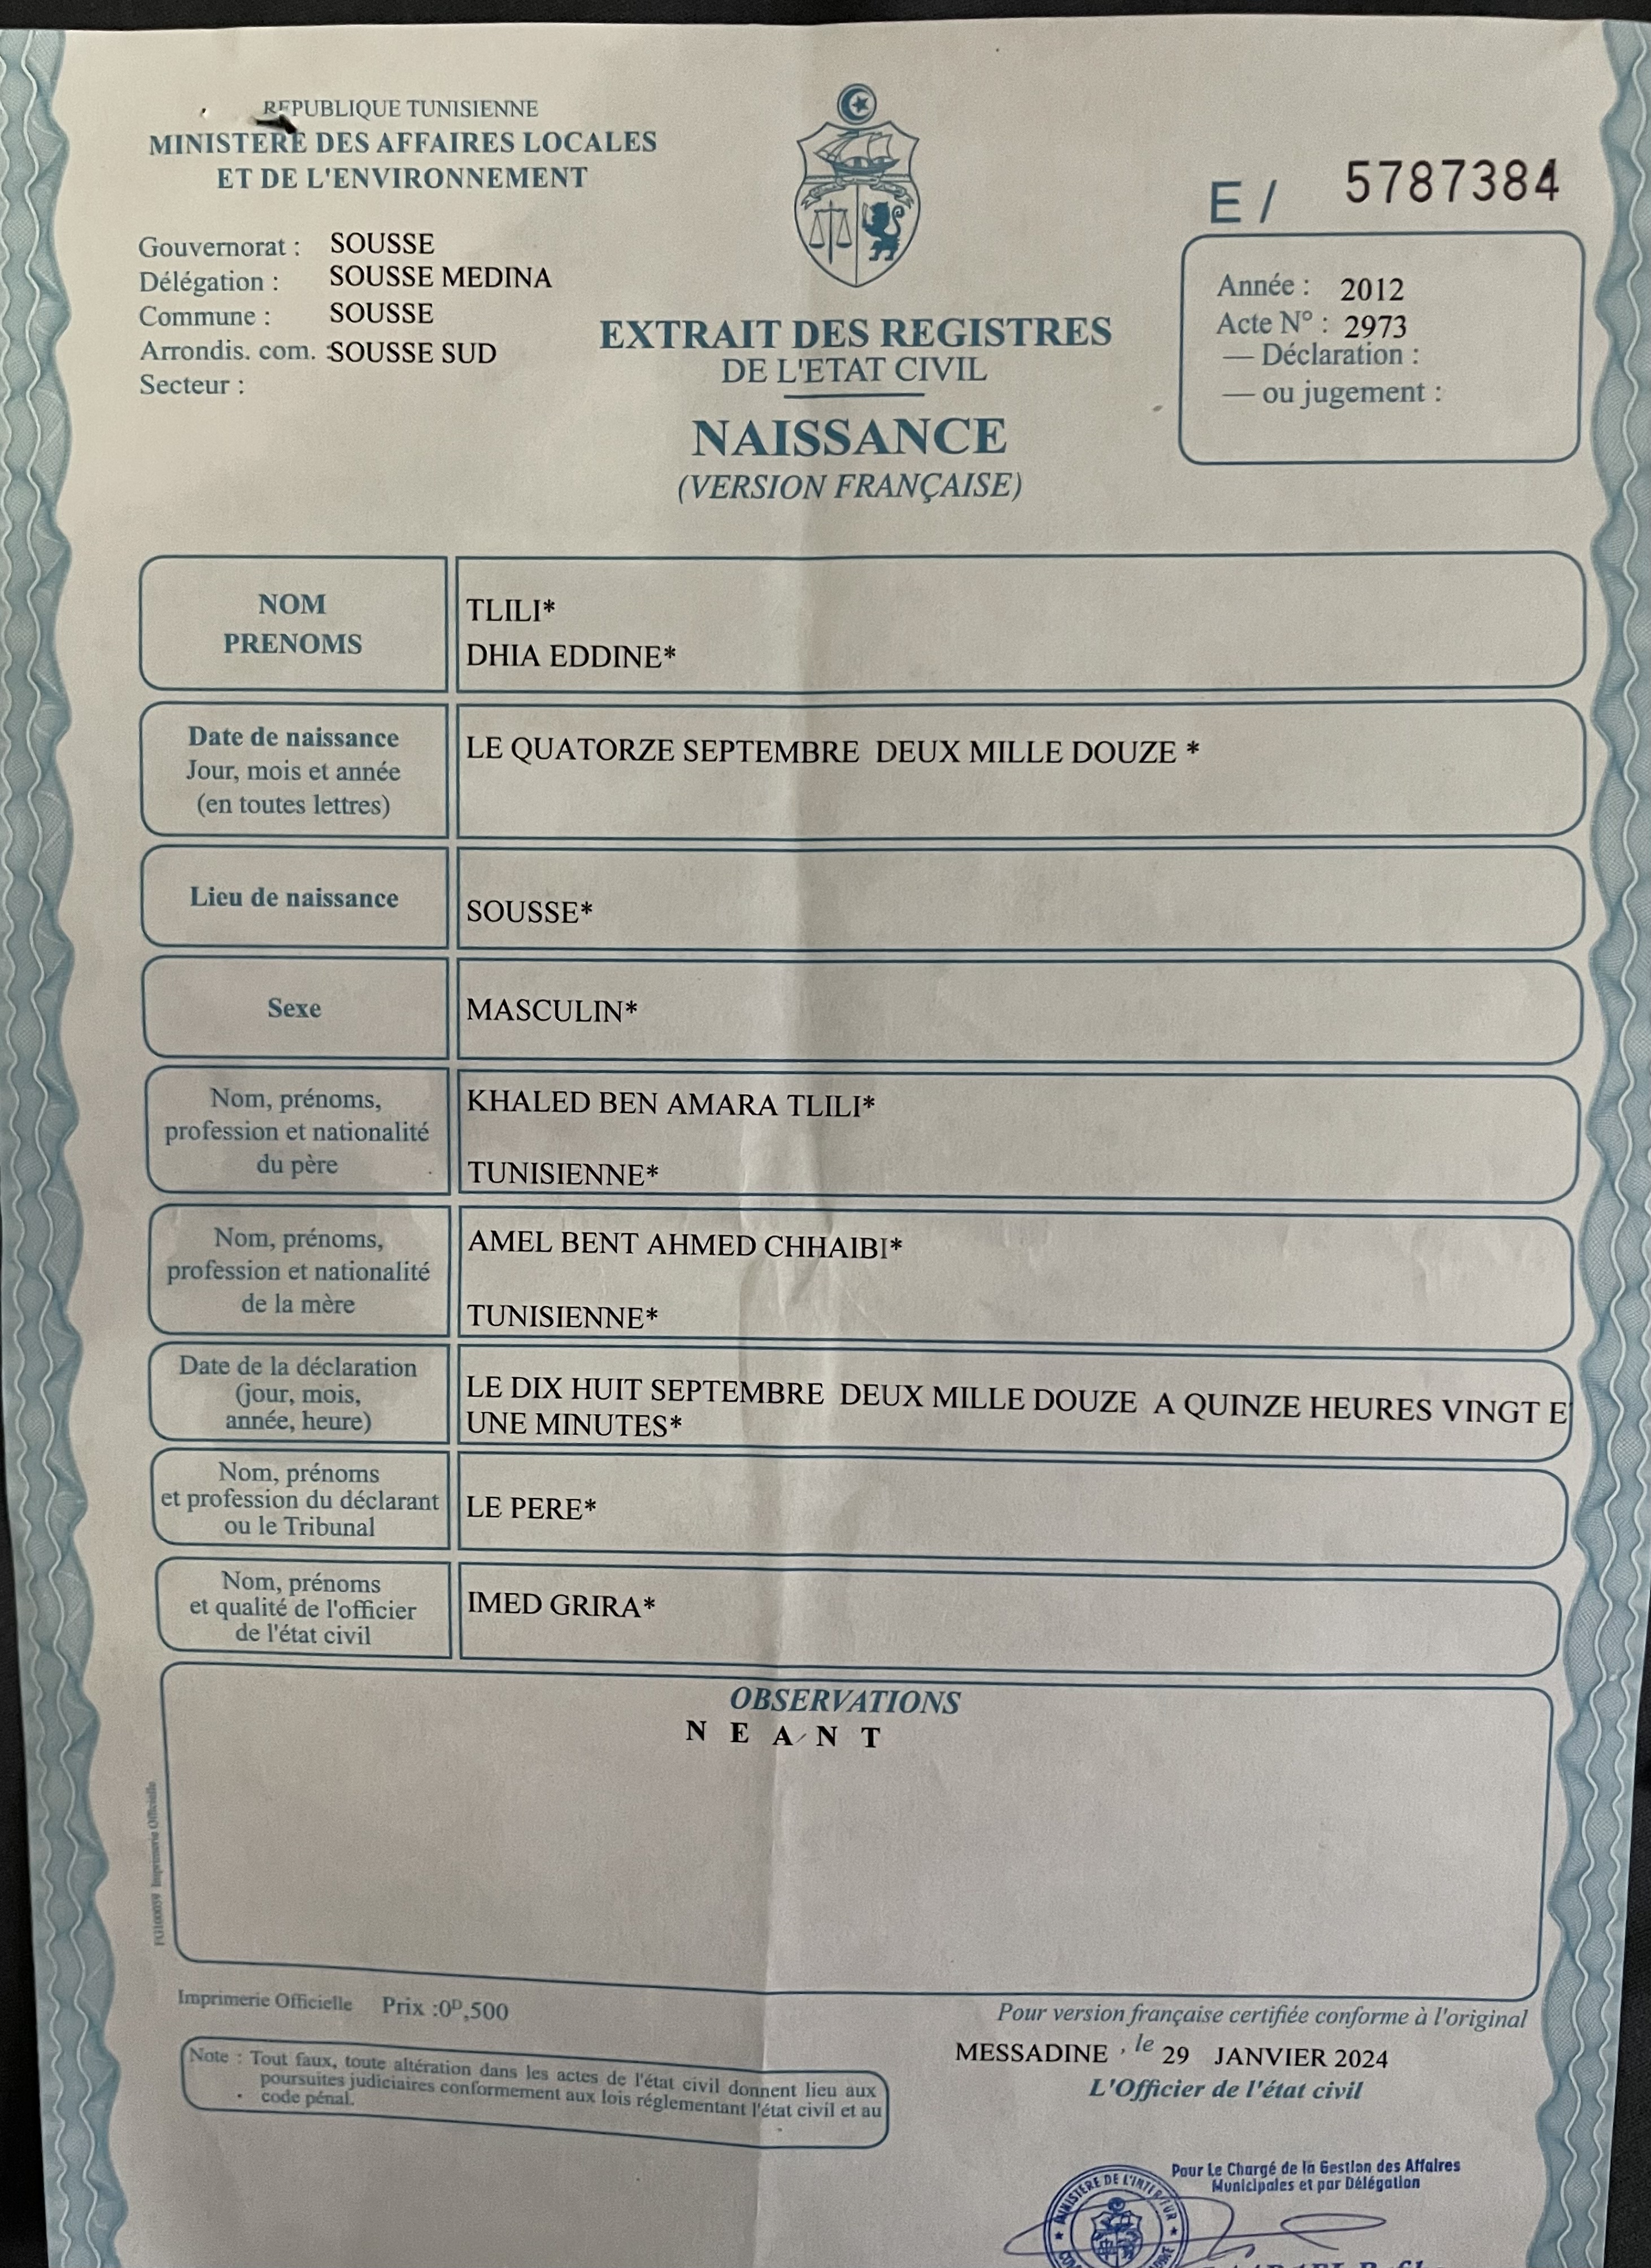 REPUBLIQUE TUNISIENNE
MINISTERE DES AFFAIRES LOCALES
ET DE L'ENVIRONNEMENT
Gouvernorat : SOUSSE
Délégation : SOUSSE MEDINA
Commune : SOUSSE
Arrondis. com. : SOUSSE SUD
Secteur :
E / 5787384
Année : 2012
Acte N° : 2973
— Déclaration :
— ou jugement :
EXTRAIT DES REGISTRES
DE L'ETAT CIVIL
NAISSANCE
(VERSION FRANÇAISE)
NOM
PRENOMS
TLILI*
DHIA EDDINE*
Date de naissance
Jour, mois et année
(en toutes lettres)
LE QUATORZE SEPTEMBRE DEUX MILLE DOUZE *
Lieu de naissance
SOUSSE*
Sexe
MASCULIN*
Nom, prénoms,
profession et nationalité
du père
KHALED BEN AMARA TLILI*
TUNISIENNE*
Nom, prénoms,
profession et nationalité
de la mère
AMEL BENT AHMED CHHAIBI*
TUNISIENNE*
Date de la déclaration
(jour, mois,
année, heure)
LE DIX HUIT SEPTEMBRE DEUX MILLE DOUZE A QUINZE HEURES VINGT E
UNE MINUTES*
Nom, prénoms
et profession du déclarant
ou le Tribunal
LE PERE*
Nom, prénoms
et qualité de l'officier
de l'état civil
IMED GRIRA*
OBSERVATIONS
N E A N T
FG100039 Imprimerie Officielle
Imprimerie Officielle Prix :0ᴰ,500
Note : Tout faux, toute altération dans les actes de l'état civil donnent lieu aux
poursuites judiciaires conformement aux lois réglementant l'état civil et au
code pénal.
Pour version française certifiée conforme à l'original
MESSADINE , le 29 JANVIER 2024
L'Officier de l'état civil
Pour Le Chargé de la Gestion des Affaires
Municipales et par Délégation
MINISTERE DE L'INTERIEUR